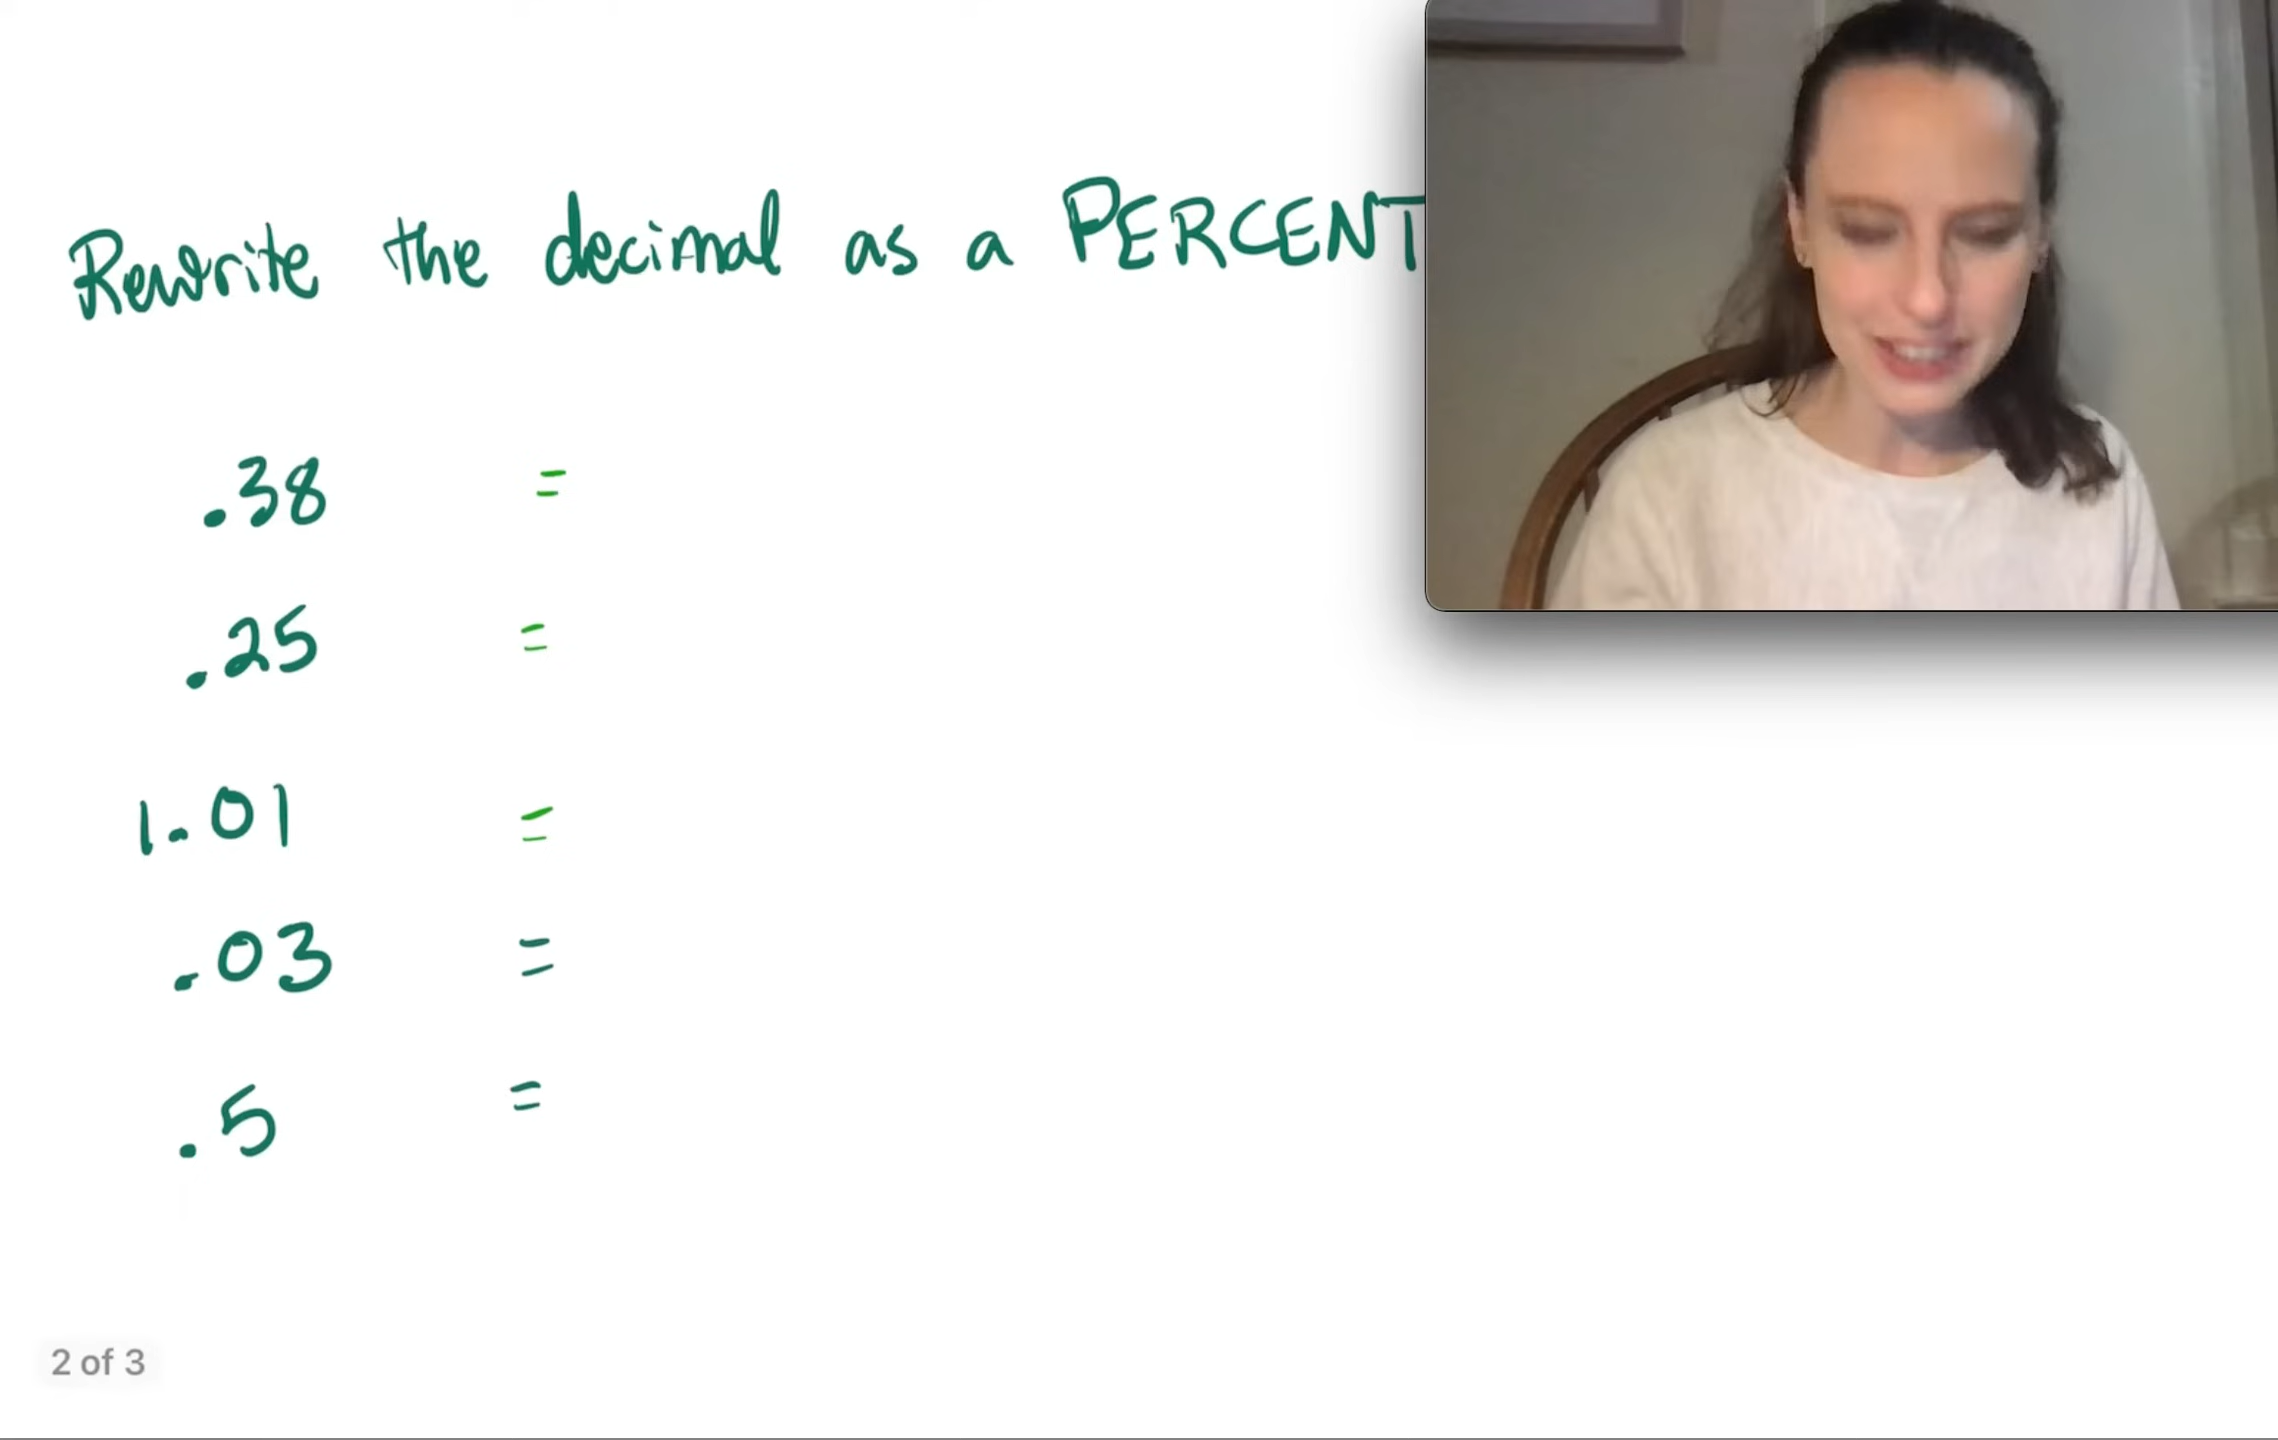 Rewrite the decimal as a PERCENT
.38 =
.25 =
1.01 =
.03 =
.5 =
2 of 3